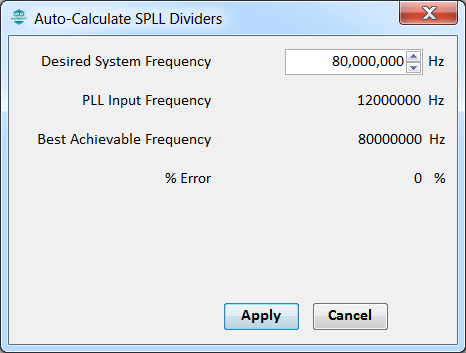 Auto-Calculate SPLL Dividers
Desired System Frequency 80,000,000 Hz
PLL Input Frequency 12000000 Hz
Best Achievable Frequency 80000000 Hz
% Error 0 %
Apply Cancel